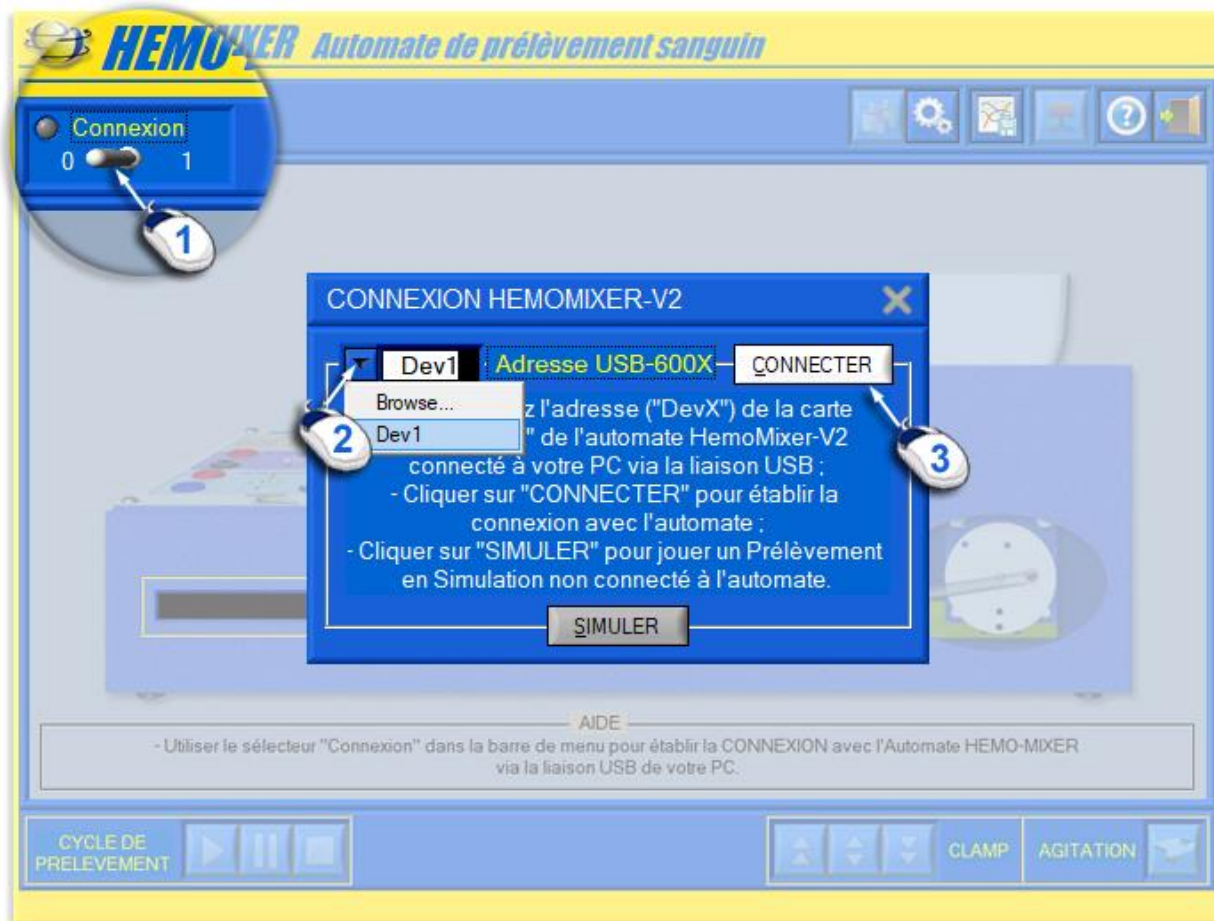 HEMO XER Automate de prélèvement sanguin
Connexion
0 1
1
CONNEXION HEMOMIXER-V2
Dev1 Adresse USB-600X CONNECTER
Browse...
Dev1
2
3
z l'adresse ("DevX") de la carte
" de l'automate HemoMixer-V2
connecté à votre PC via la liaison USB ;
- Cliquer sur "CONNECTER" pour établir la
connexion avec l'automate ;
- Cliquer sur "SIMULER" pour jouer un Prélèvement
en Simulation non connecté à l'automate.
SIMULER
AIDE
- Utiliser le sélecteur "Connexion" dans la barre de menu pour établir la CONNEXION avec l'Automate HEMO-MIXER
via la liaison USB de votre PC.
CYCLE DE
PRELEVEMENT
CLAMP
AGITATION